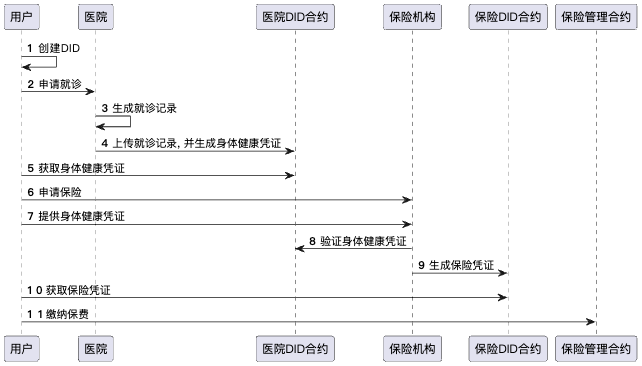 用户 医院 医院DID合约 保险机构 保险DID合约 保险管理合约
1 创建DID
2 申请就诊
3 生成就诊记录
4 上传就诊记录, 并生成身体健康凭证
5 获取身体健康凭证
6 申请保险
7 提供身体健康凭证
8 验证身体健康凭证
9 生成保险凭证
10 获取保险凭证
11 缴纳保费
用户 医院 医院DID合约 保险机构 保险DID合约 保险管理合约